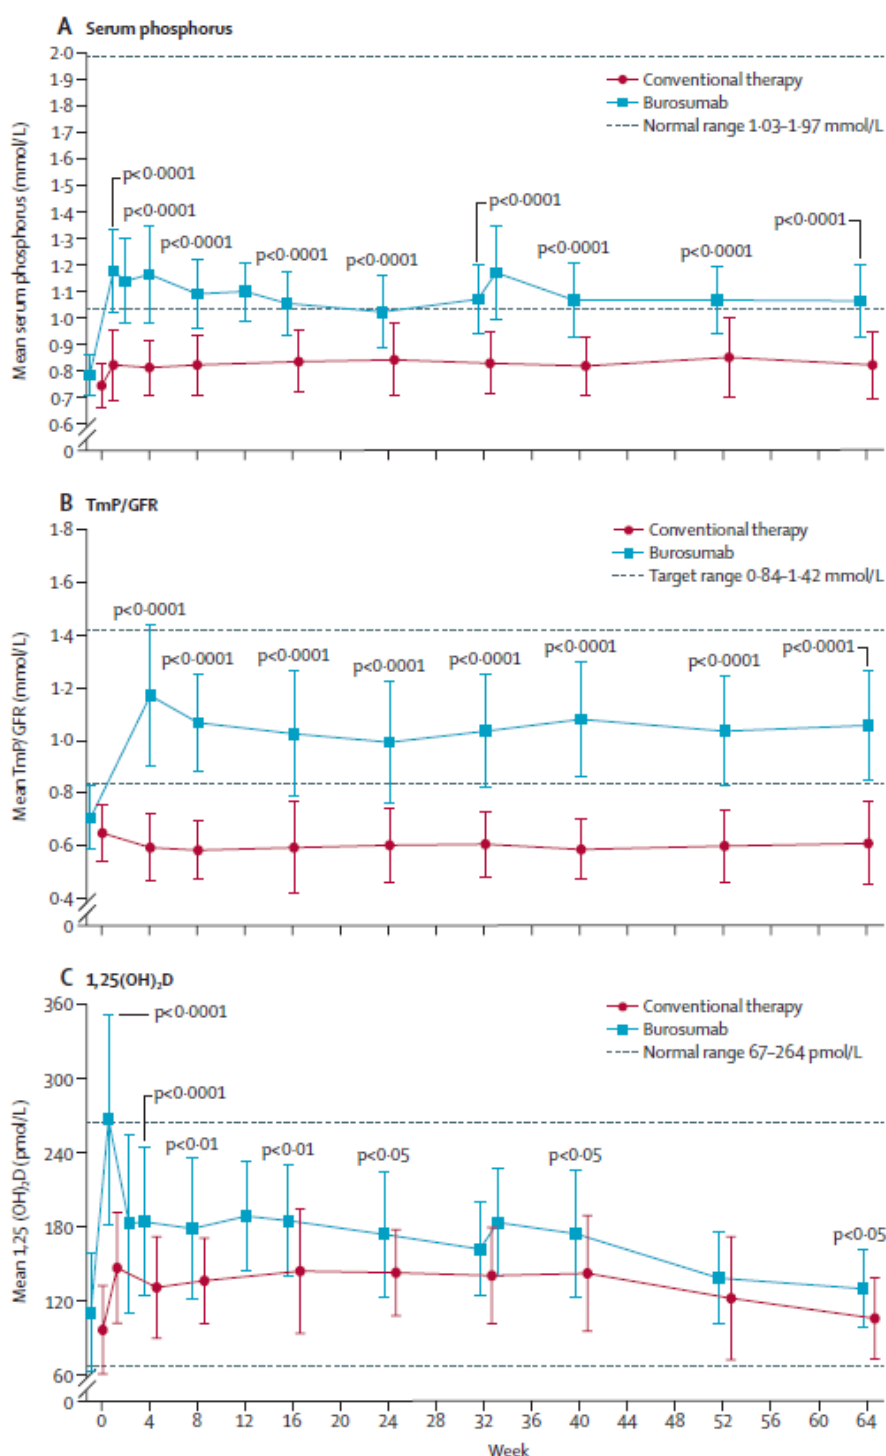 A Serum phosphorus
2·0
1·9
1·8
1·7
1·6
1·5
1·4
1·3
1·2
1·1
1·0
0·9
0·8
0·7
0·6
0
Mean serum phosphorus (mmol/L)
Conventional therapy
Burosumab
Normal range 1·03–1·97 mmol/L
p<0·0001
p<0·0001
p<0·0001
p<0·0001
p<0·0001
p<0·0001
p<0·0001
p<0·0001
p<0·0001
B TmP/GFR
1·8
1·6
1·4
1·2
1·0
0·8
0·6
0·4
0
Mean TmP/GFR (mmol/L)
Conventional therapy
Burosumab
Target range 0·84–1·42 mmol/L
p<0·0001
p<0·0001
p<0·0001
p<0·0001
p<0·0001
p<0·0001
p<0·0001
p<0·0001
C 1,25(OH)₂D
360
300
240
180
120
60
0
Mean 1,25 (OH)₂D (pmol/L)
Conventional therapy
Burosumab
Normal range 67–264 pmol/L
p<0·0001
p<0·0001
p<0·01
p<0·01
p<0·05
p<0·05
p<0·05
0 4 8 12 16 20 24 28 32 36 40 44 48 52 56 60 64
Week